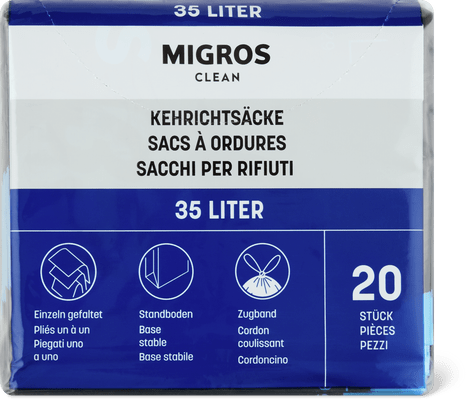 35 LITER
MIGROS
CLEAN
KEHRICHTSÄCKE
SACS À ORDURES
SACCHI PER RIFIUTI
35 LITER
Einzeln gefaltet
Pliés un à un
Piegati uno
a uno
Standboden
Base
stable
Base stabile
Zugband
Cordon
coulissant
Cordoncino
20
STÜCK
PIÈCES
PEZZI